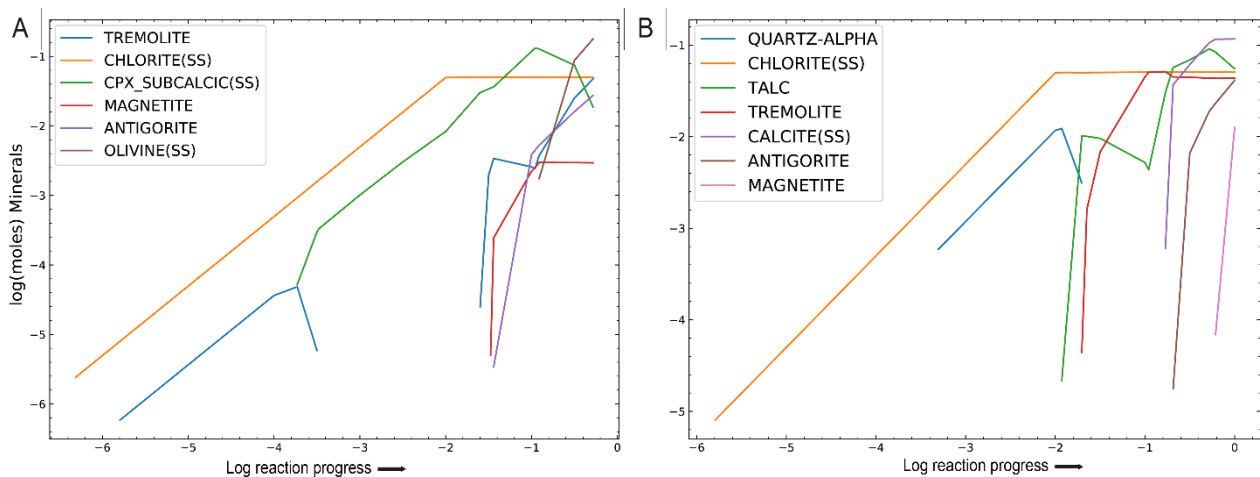 A
TREMOLITE
CHLORITE(SS)
CPX_SUBCALCIC(SS)
MAGNETITE
ANTIGORITE
OLIVINE(SS)
log(moles) Minerals
−1
−2
−3
−4
−5
−6
−6 −5 −4 −3 −2 −1 0
Log reaction progress
B
QUARTZ-ALPHA
CHLORITE(SS)
TALC
TREMOLITE
CALCITE(SS)
ANTIGORITE
MAGNETITE
−1
−2
−3
−4
−5
−6 −6 −3 −2 −1 0
Log reaction progress